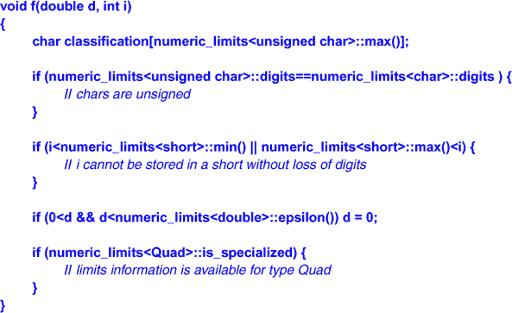 void f(double d, int i)
{
char classification[numeric_limits<unsigned char>::max()];
if (numeric_limits<unsigned char>::digits==numeric_limits<char>::digits ) {
// chars are unsigned
}
if (i<numeric_limits<short>::min() || numeric_limits<short>::max()<i) {
// i cannot be stored in a short without loss of digits
}
if (0<d && d<numeric_limits<double>::epsilon()) d = 0;
if (numeric_limits<Quad>::is_specialized) {
// limits information is available for type Quad
}
}